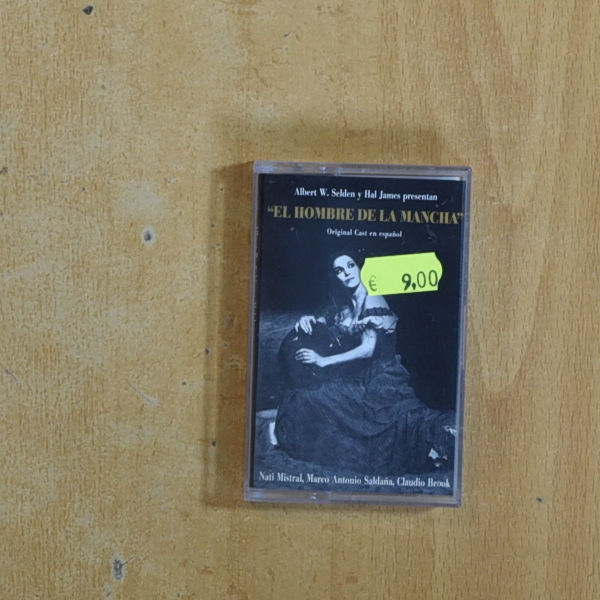 Albert W. Selden y Hal James presentan
"EL HOMBRE DE LA MANCHA"
Original Cast en español
€ 9,00
Nati Mistral, Marco Antonio Saldaña, Claudio Brook